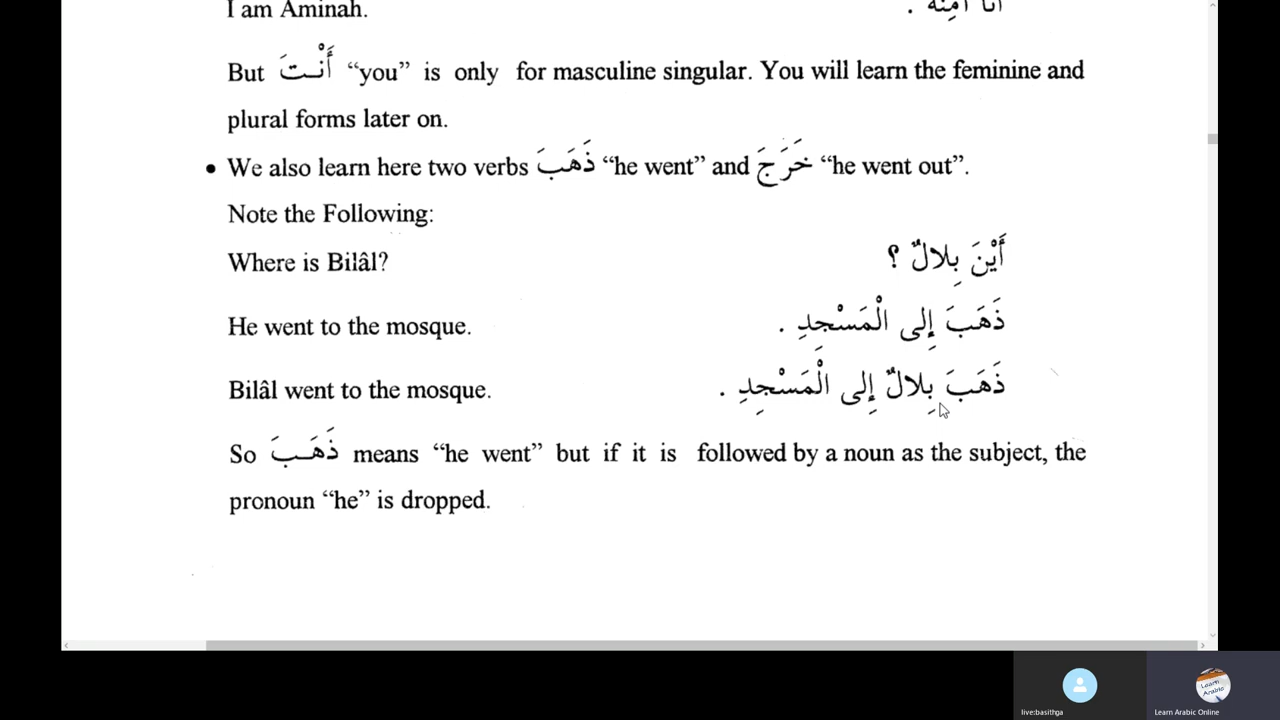 I am Aminah. أَنا آمِنَة .
But أَنْتَ “you” is only for masculine singular. You will learn the feminine and
plural forms later on.
• We also learn here two verbs ذَهَبَ “he went” and خَرَجَ “he went out”.
Note the Following:
Where is Bilâl? أَيْنَ بِلالٌ ؟
He went to the mosque. ذَهَبَ إِلى الْمَسْجِدِ .
Bilâl went to the mosque. ذَهَبَ بِلالٌ إِلى الْمَسْجِدِ .
So ذَهَبَ means “he went” but if it is followed by a noun as the subject, the
pronoun “he” is dropped.
Learn
Arabic
live:basithga
Learn Arabic Online